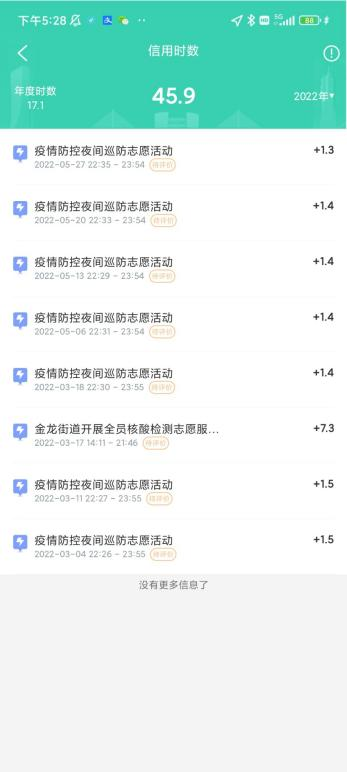 下午5:28
HD 5G 88
信用时数
年度时数
17.1
45.9
2022年
疫情防控夜间巡防志愿活动
+1.3
2022-05-27 22:35 - 23:54 待评价
疫情防控夜间巡防志愿活动
+1.4
2022-05-20 22:33 - 23:54 待评价
疫情防控夜间巡防志愿活动
+1.4
2022-05-13 22:29 - 23:54 待评价
疫情防控夜间巡防志愿活动
+1.4
2022-05-06 22:31 - 23:54 待评价
疫情防控夜间巡防志愿活动
+1.4
2022-03-18 22:30 - 23:55 待评价
金龙街道开展全员核酸检测志愿服...
+7.3
2022-03-17 14:11 - 21:46 待评价
疫情防控夜间巡防志愿活动
+1.5
2022-03-11 22:27 - 23:55 待评价
疫情防控夜间巡防志愿活动
+1.5
2022-03-04 22:26 - 23:55 待评价
没有更多信息了